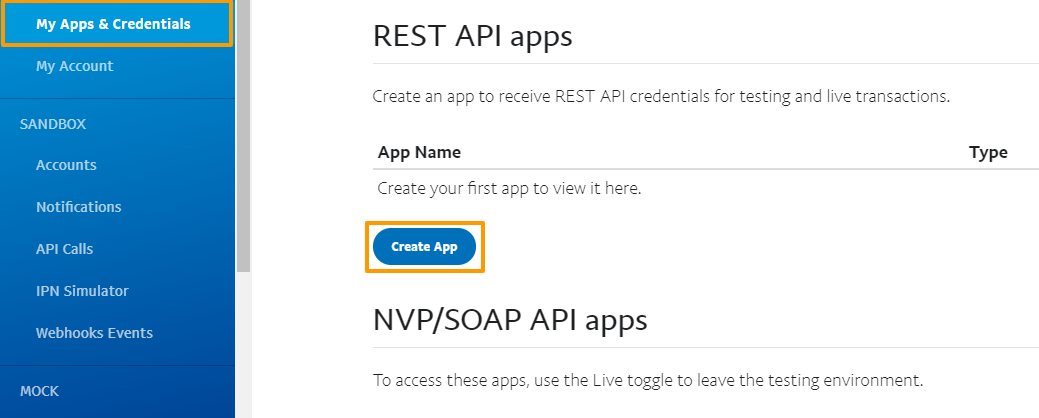 My Apps & Credentials
My Account
SANDBOX
Accounts
Notifications
API Calls
IPN Simulator
Webhooks Events
MOCK
REST API apps
Create an app to receive REST API credentials for testing and live transactions.
App Name Type
Create your first app to view it here.
Create App
NVP/SOAP API apps
To access these apps, use the Live toggle to leave the testing environment.